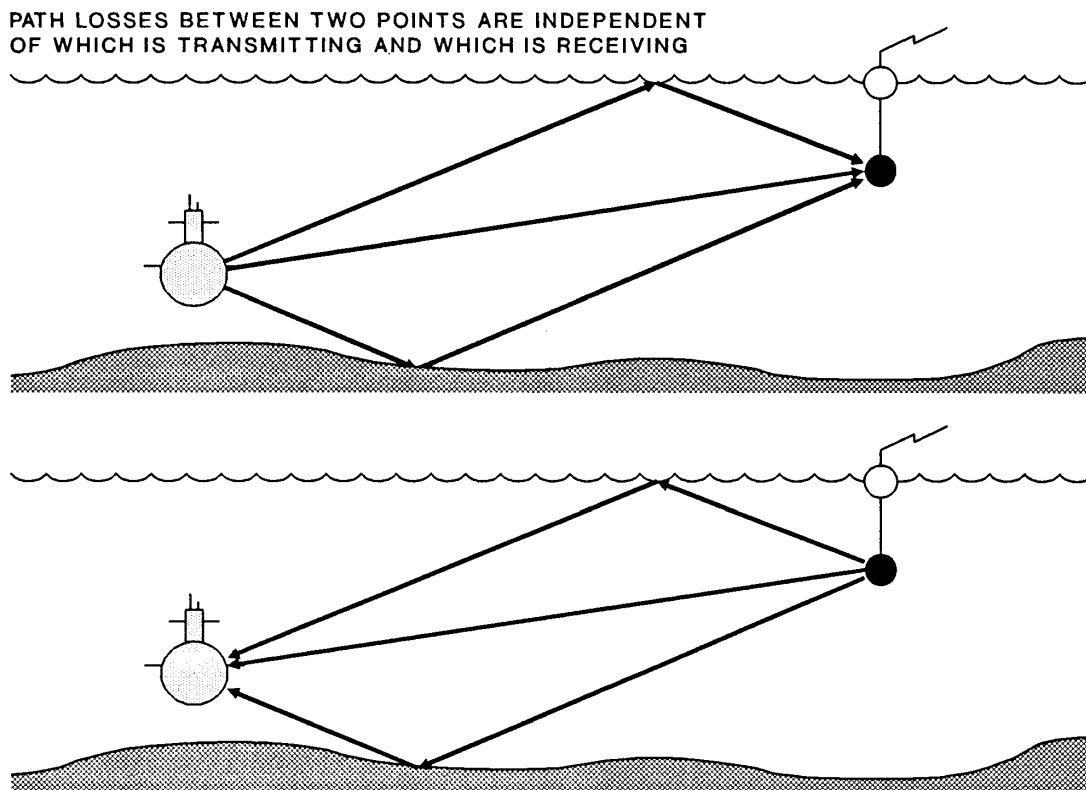 PATH LOSSES BETWEEN TWO POINTS ARE INDEPENDENT
OF WHICH IS TRANSMITTING AND WHICH IS RECEIVING